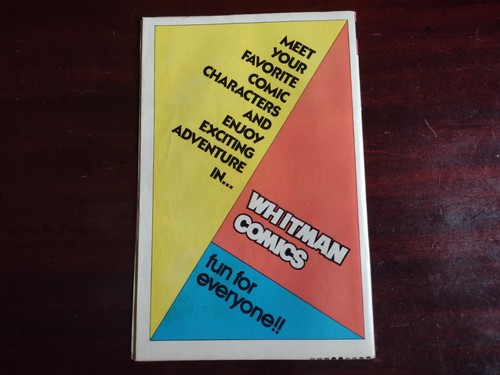 MEET
YOUR
FAVORITE
COMIC
CHARACTERS
AND
ENJOY
EXCITING
ADVENTURE
IN...
WHITMAN
COMICS
fun for
everyone!!